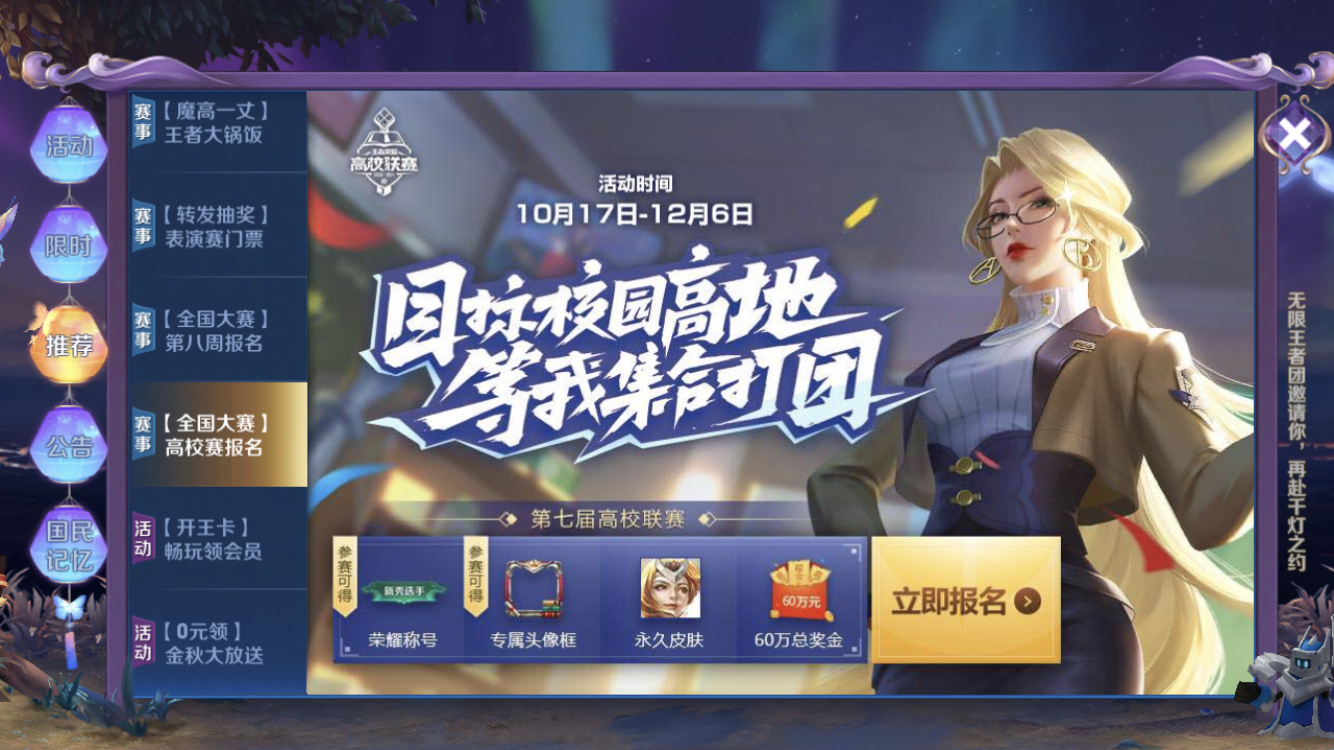 活动
限时
推荐
公告
国民
记忆
赛事
【魔高一丈】
王者大锅饭
赛事
【转发抽奖】
表演赛门票
赛事
【全国大赛】
第八周报名
赛事
【全国大赛】
高校赛报名
活动
【开王卡】
畅玩领会员
活动
【0元领】
金秋大放送
高校联赛
活动时间
10月17日-12月6日
目标校园高地
等我集合打团
第七届高校联赛
参赛可得
新秀选手
荣耀称号
参赛可得
专属头像框
永久皮肤
60万元
60万总奖金
立即报名
无限王者团邀请你，再赴千灯之约